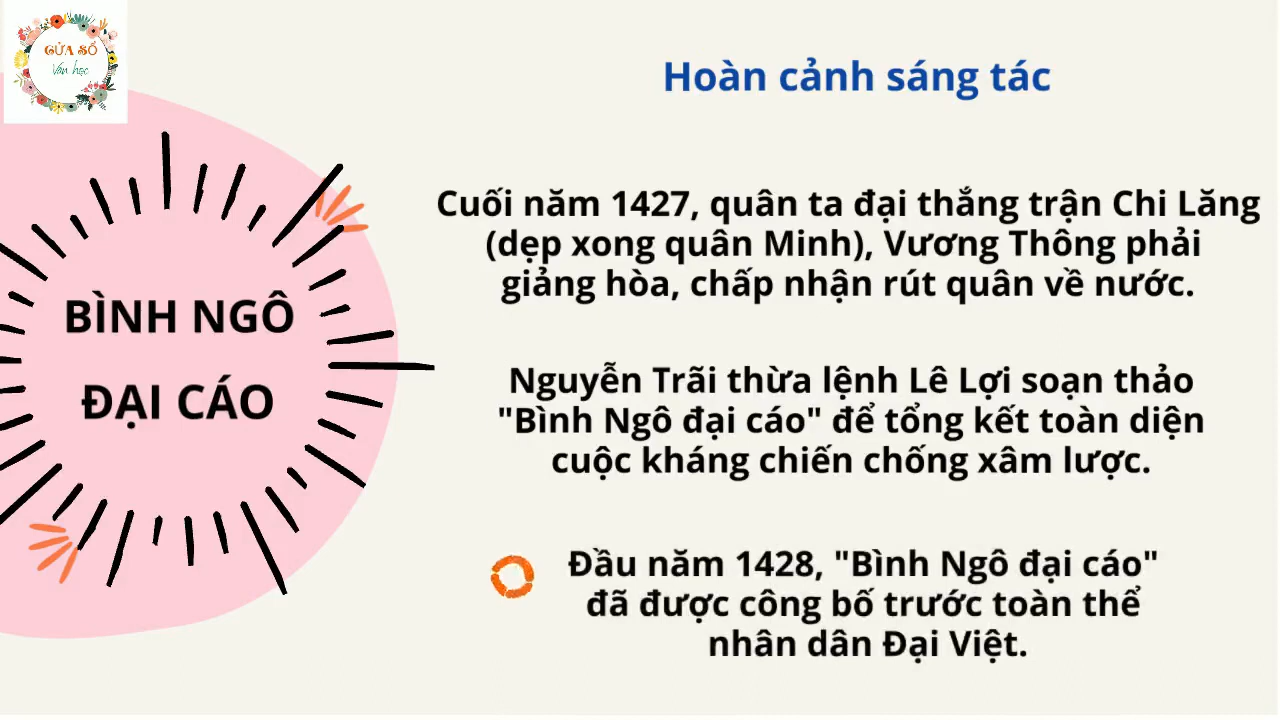 CỬA SỔ
Văn học
Hoàn cảnh sáng tác
BÌNH NGÔ
ĐẠI CÁO
Cuối năm 1427, quân ta đại thắng trận Chi Lăng
(dẹp xong quân Minh), Vương Thông phải
giảng hòa, chấp nhận rút quân về nước.
Nguyễn Trãi thừa lệnh Lê Lợi soạn thảo
"Bình Ngô đại cáo" để tổng kết toàn diện
cuộc kháng chiến chống xâm lược.
Đầu năm 1428, "Bình Ngô đại cáo"
đã được công bố trước toàn thể
nhân dân Đại Việt.